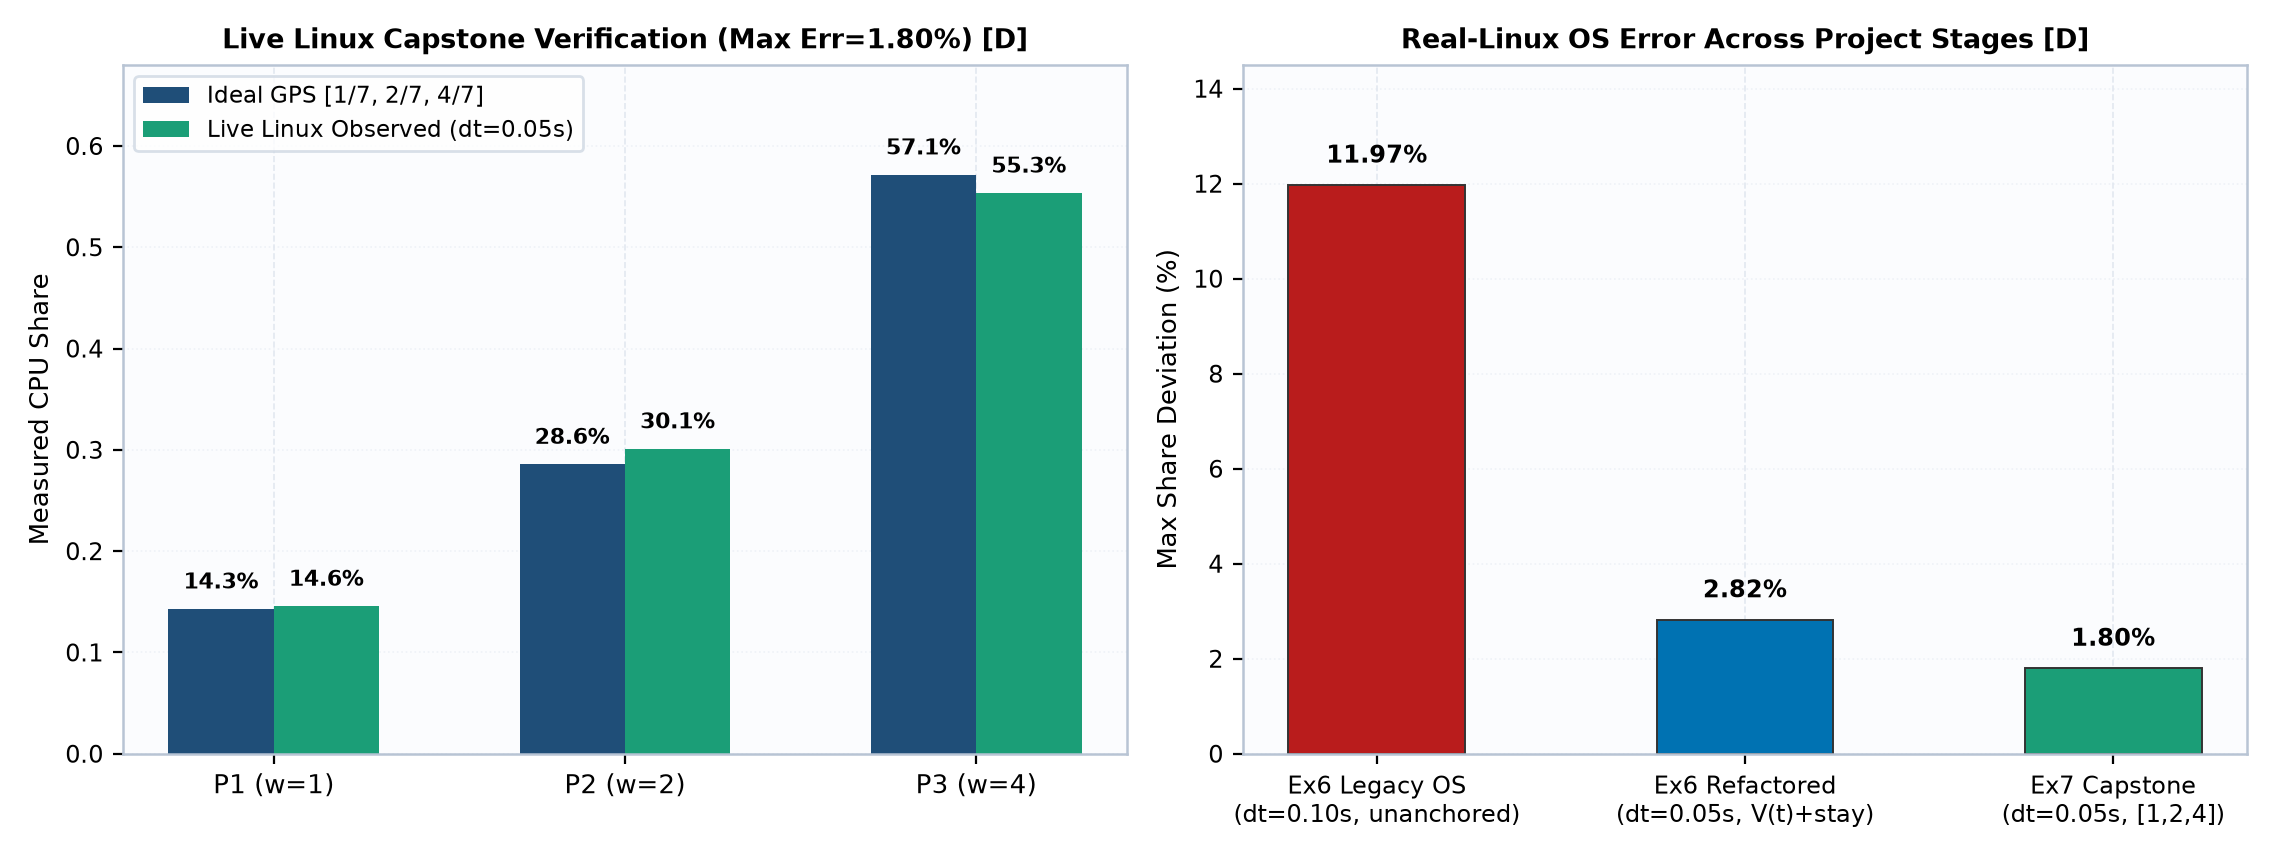 Live Linux Capstone Verification (Max Err=1.80%) [D]
Ideal GPS [1/7, 2/7, 4/7]
Live Linux Observed (dt=0.05s)
Measured CPU Share
0.6
0.5
0.4
0.3
0.2
0.1
0.0
14.3%
14.6%
28.6%
30.1%
57.1%
55.3%
P1 (w=1)
P2 (w=2)
P3 (w=4)
Real-Linux OS Error Across Project Stages [D]
Max Share Deviation (%)
14
12
10
8
6
4
2
0
11.97%
2.82%
1.80%
Ex6 Legacy OS
(dt=0.10s, unanchored)
Ex6 Refactored
(dt=0.05s, V(t)+stay)
Ex7 Capstone
(dt=0.05s, [1,2,4])